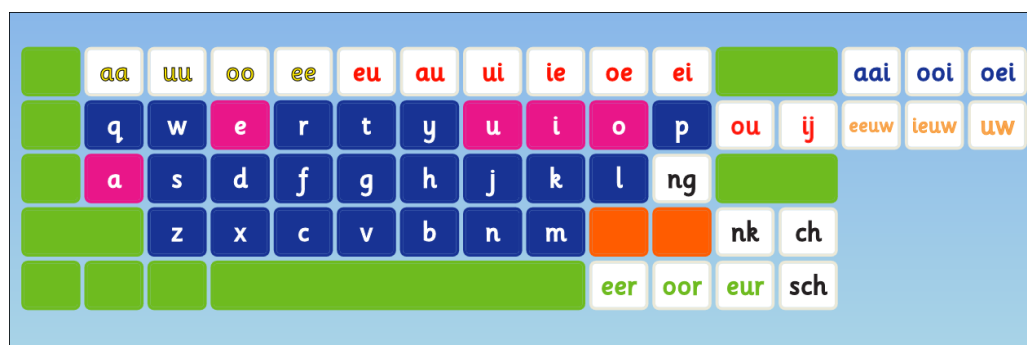 aa uu oo ee eu au ui ie oe ei aai ooi oei
q w e r t y u i o p ou ij eeuw ieuw uw
a s d f g h j k l ng
z x c v b n m nk ch
eer oor eur sch